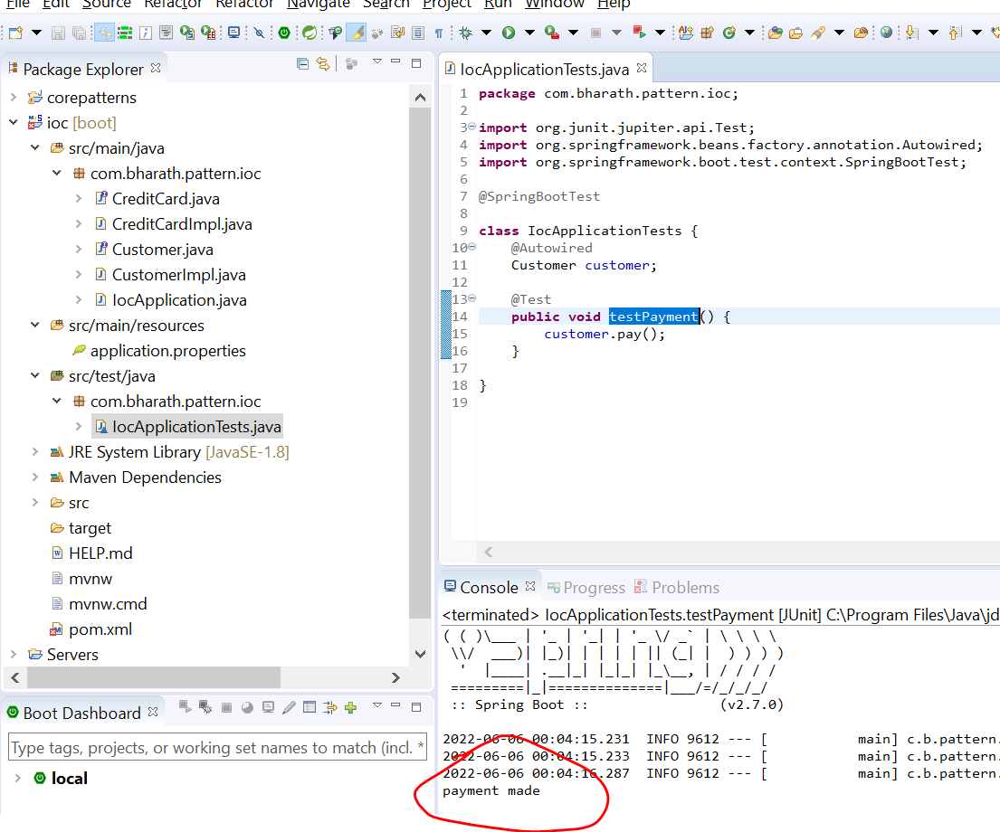 File Edit Source Refactor Refactor Navigate Search Project Run Window Help
Package Explorer
corepatterns
ioc [boot]
src/main/java
com.bharath.pattern.ioc
CreditCard.java
CreditCardImpl.java
Customer.java
CustomerImpl.java
IocApplication.java
src/main/resources
application.properties
src/test/java
com.bharath.pattern.ioc
IocApplicationTests.java
JRE System Library [JavaSE-1.8]
Maven Dependencies
src
target
HELP.md
mvnw
mvnw.cmd
pom.xml
Servers
Boot Dashboard
Type tags, projects, or working set names to match (incl. *
local
IocApplicationTests.java
1 package com.bharath.pattern.ioc;
2
3 import org.junit.jupiter.api.Test;
4 import org.springframework.beans.factory.annotation.Autowired;
5 import org.springframework.boot.test.context.SpringBootTest;
6
7 @SpringBootTest
8
9 class IocApplicationTests {
10 @Autowired
11 Customer customer;
12
13 @Test
14 public void testPayment() {
15 customer.pay();
16 }
17
18 }
19
Console Progress Problems
<terminated> IocApplicationTests.testPayment [JUnit] C:\Program Files\Java\jd
( ( )\___ | '_ | '_| | '_ \/ _` | \ \ \ \
\\/  ___)| |_)| | | | | || (_| |  ) ) ) )
'  |____| .__|_| |_|_| |_\__, | / / / /
=========|_|==============|___/=/_/_/_/
:: Spring Boot :: (v2.7.0)
2022-06-06 00:04:15.231 INFO 9612 --- [ main] c.b.pattern.
2022-06-06 00:04:15.233 INFO 9612 --- [ main] c.b.pattern.
2022-06-06 00:04:16.287 INFO 9612 --- [ main] c.b.pattern.
payment made